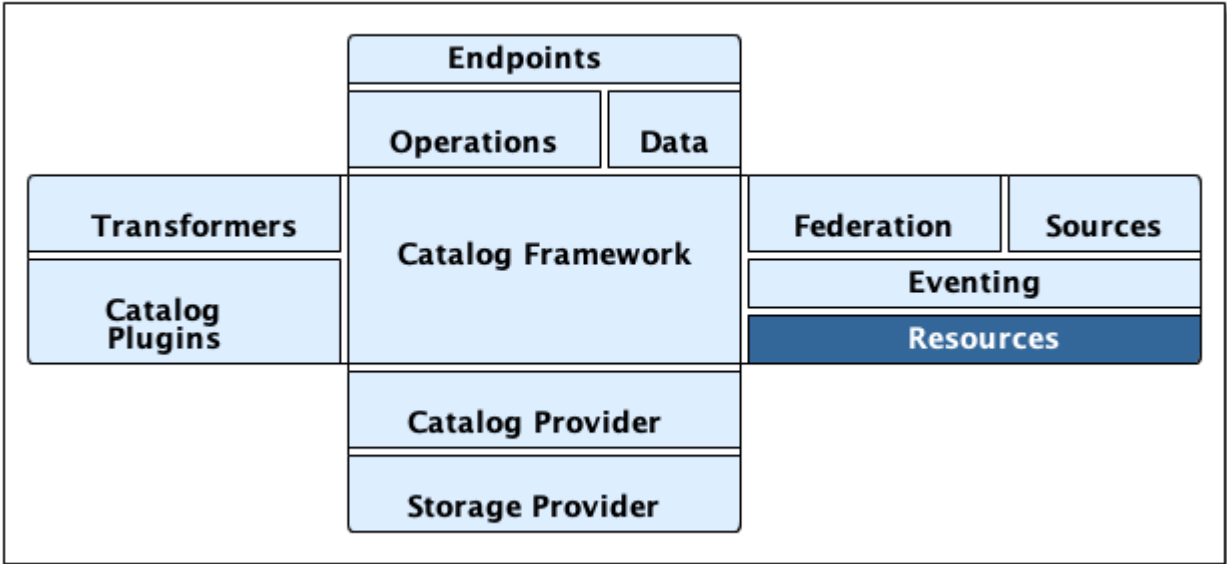 Endpoints
Operations
Data
Transformers
Catalog Framework
Federation
Sources
Eventing
Catalog
Plugins
Resources
Catalog Provider
Storage Provider